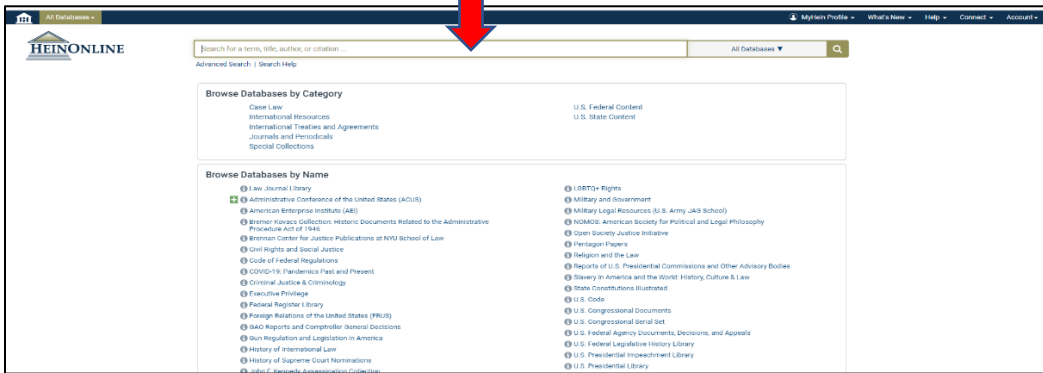 All Databases
MyHein Profile What's New Help Connect Account
HEINONLINE
Search for a term, title, author, or citation ...
All Databases ▼
Advanced Search | Search Help
Browse Databases by Category
Case Law
International Resources
International Treaties and Agreements
Journals and Periodicals
Special Collections
U.S. Federal Content
U.S. State Content
Browse Databases by Name
Law Journal Library
Administrative Conference of the United States (ACUS)
American Enterprise Institute (AEI)
Bremer Kovacs Collection: Historic Documents Related to the Administrative
Procedure Act of 1946
Brennan Center for Justice Publications at NYU School of Law
Civil Rights and Social Justice
Code of Federal Regulations
COVID-19: Pandemics Past and Present
Criminal Justice & Criminology
Executive Privilege
Federal Register Library
Foreign Relations of the United States (FRUS)
GAO Reports and Comptroller General Decisions
Gun Regulation and Legislation in America
History of International Law
History of Supreme Court Nominations
John F. Kennedy Assassination Collection
LGBTQ+ Rights
Military and Government
Military Legal Resources (U.S. Army JAG School)
NOMOS: American Society for Political and Legal Philosophy
Open Society Justice Initiative
Pentagon Papers
Religion and the Law
Reports of U.S. Presidential Commissions and Other Advisory Bodies
Slavery in America and the World: History, Culture & Law
State Constitutions Illustrated
U.S. Code
U.S. Congressional Documents
U.S. Congressional Serial Set
U.S. Federal Agency Documents, Decisions, and Appeals
U.S. Federal Legislative History Library
U.S. Presidential Impeachment Library
U.S. Presidential Library